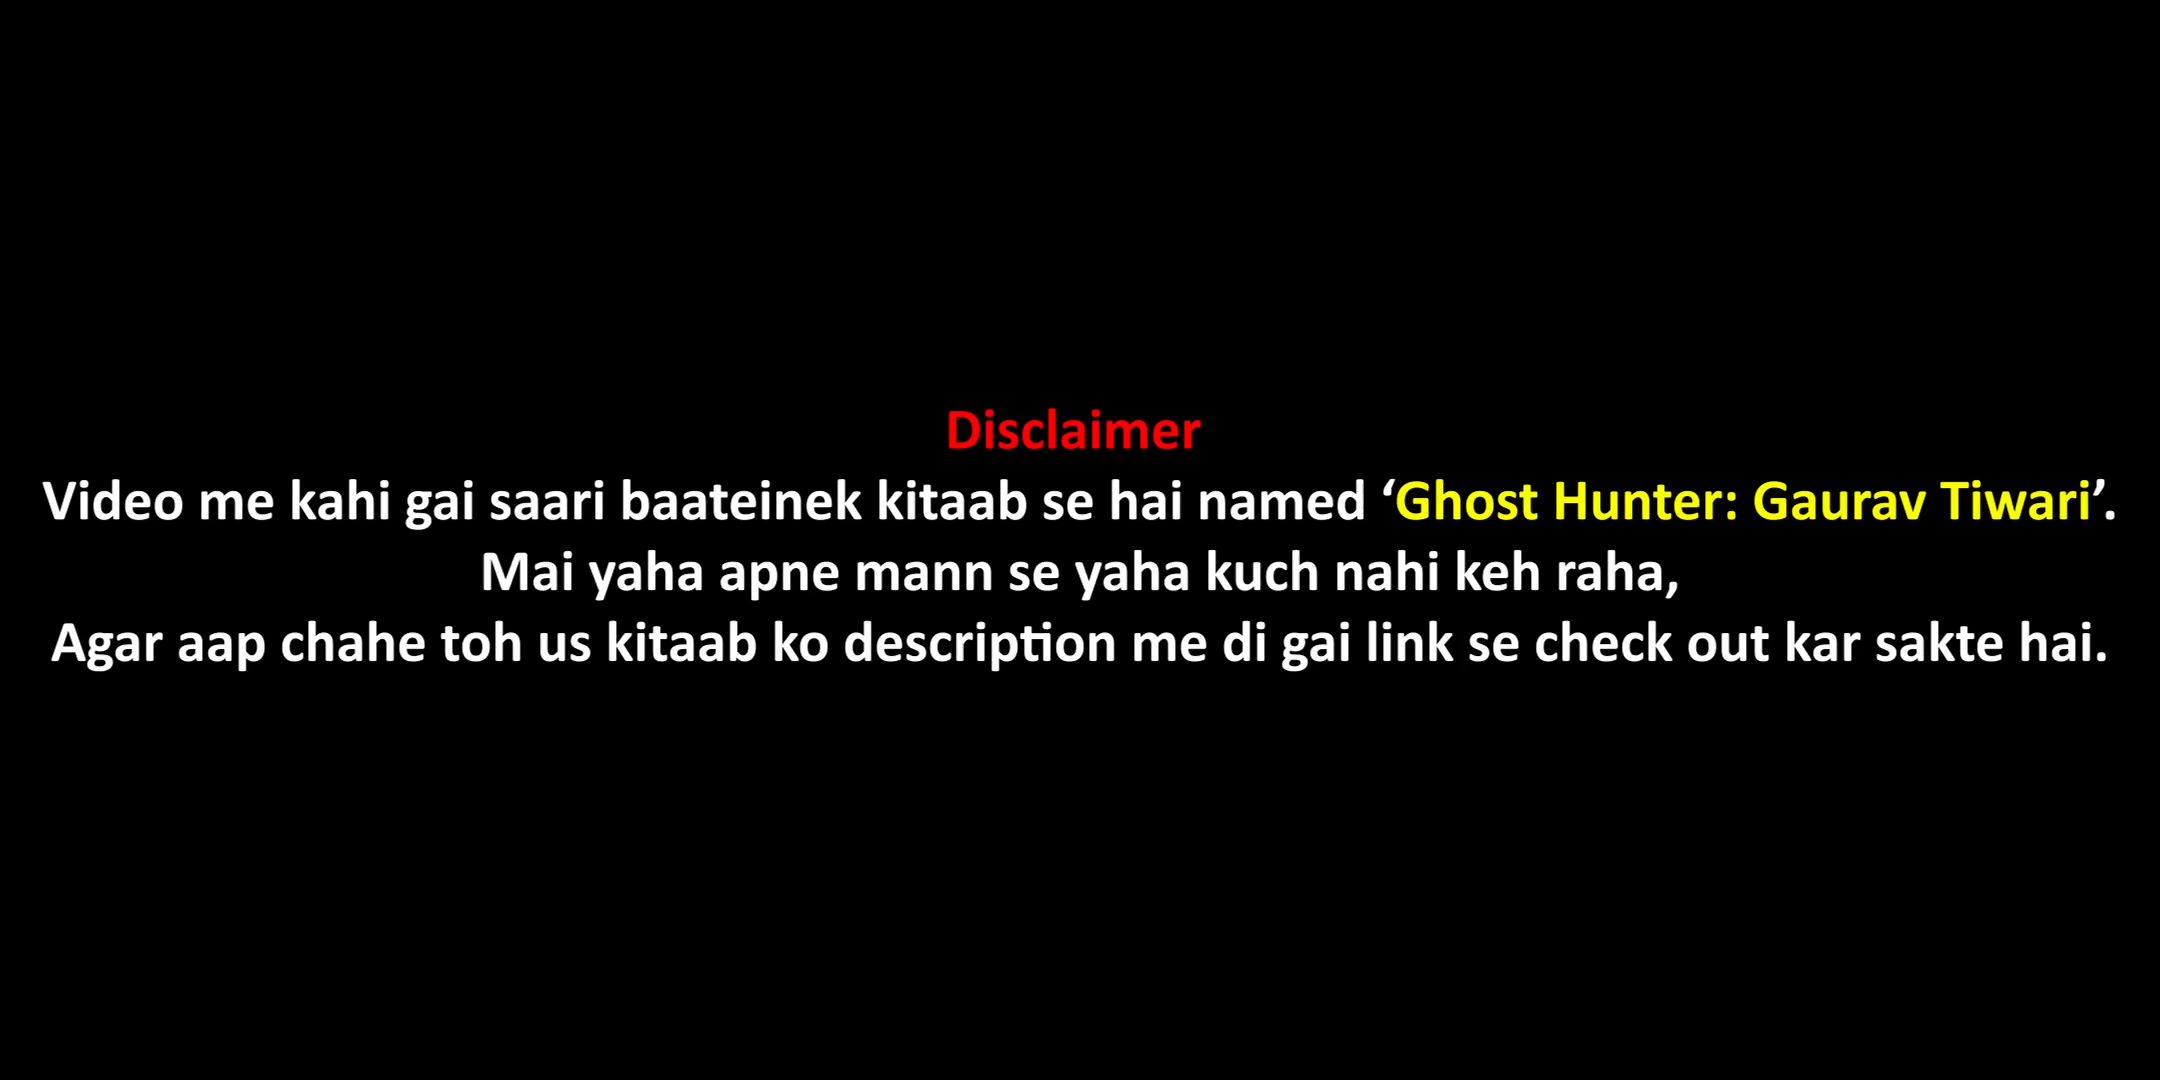 Disclaimer
Video me kahi gai saari baateinek kitaab se hai named ‘Ghost Hunter: Gaurav Tiwari’.
Mai yaha apne mann se yaha kuch nahi keh raha,
Agar aap chahe toh us kitaab ko description me di gai link se check out kar sakte hai.